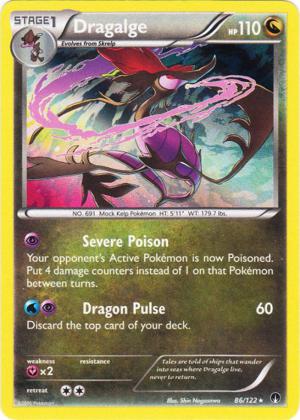 STAGE1
Dragalge
HP110
Evolves from Skrelp
NO. 691 Mock Kelp Pokémon HT: 5'11" WT: 179.7 lbs.
Severe Poison
Your opponent's Active Pokémon is now Poisoned.
Put 4 damage counters instead of 1 on that Pokémon
between turns.
Dragon Pulse 60
Discard the top card of your deck.
weakness resistance
×2
retreat
Tales are told of ships that wander
into seas where Dragalge live,
never to return.
Illus. Shin Nagasawa
86/122 ★